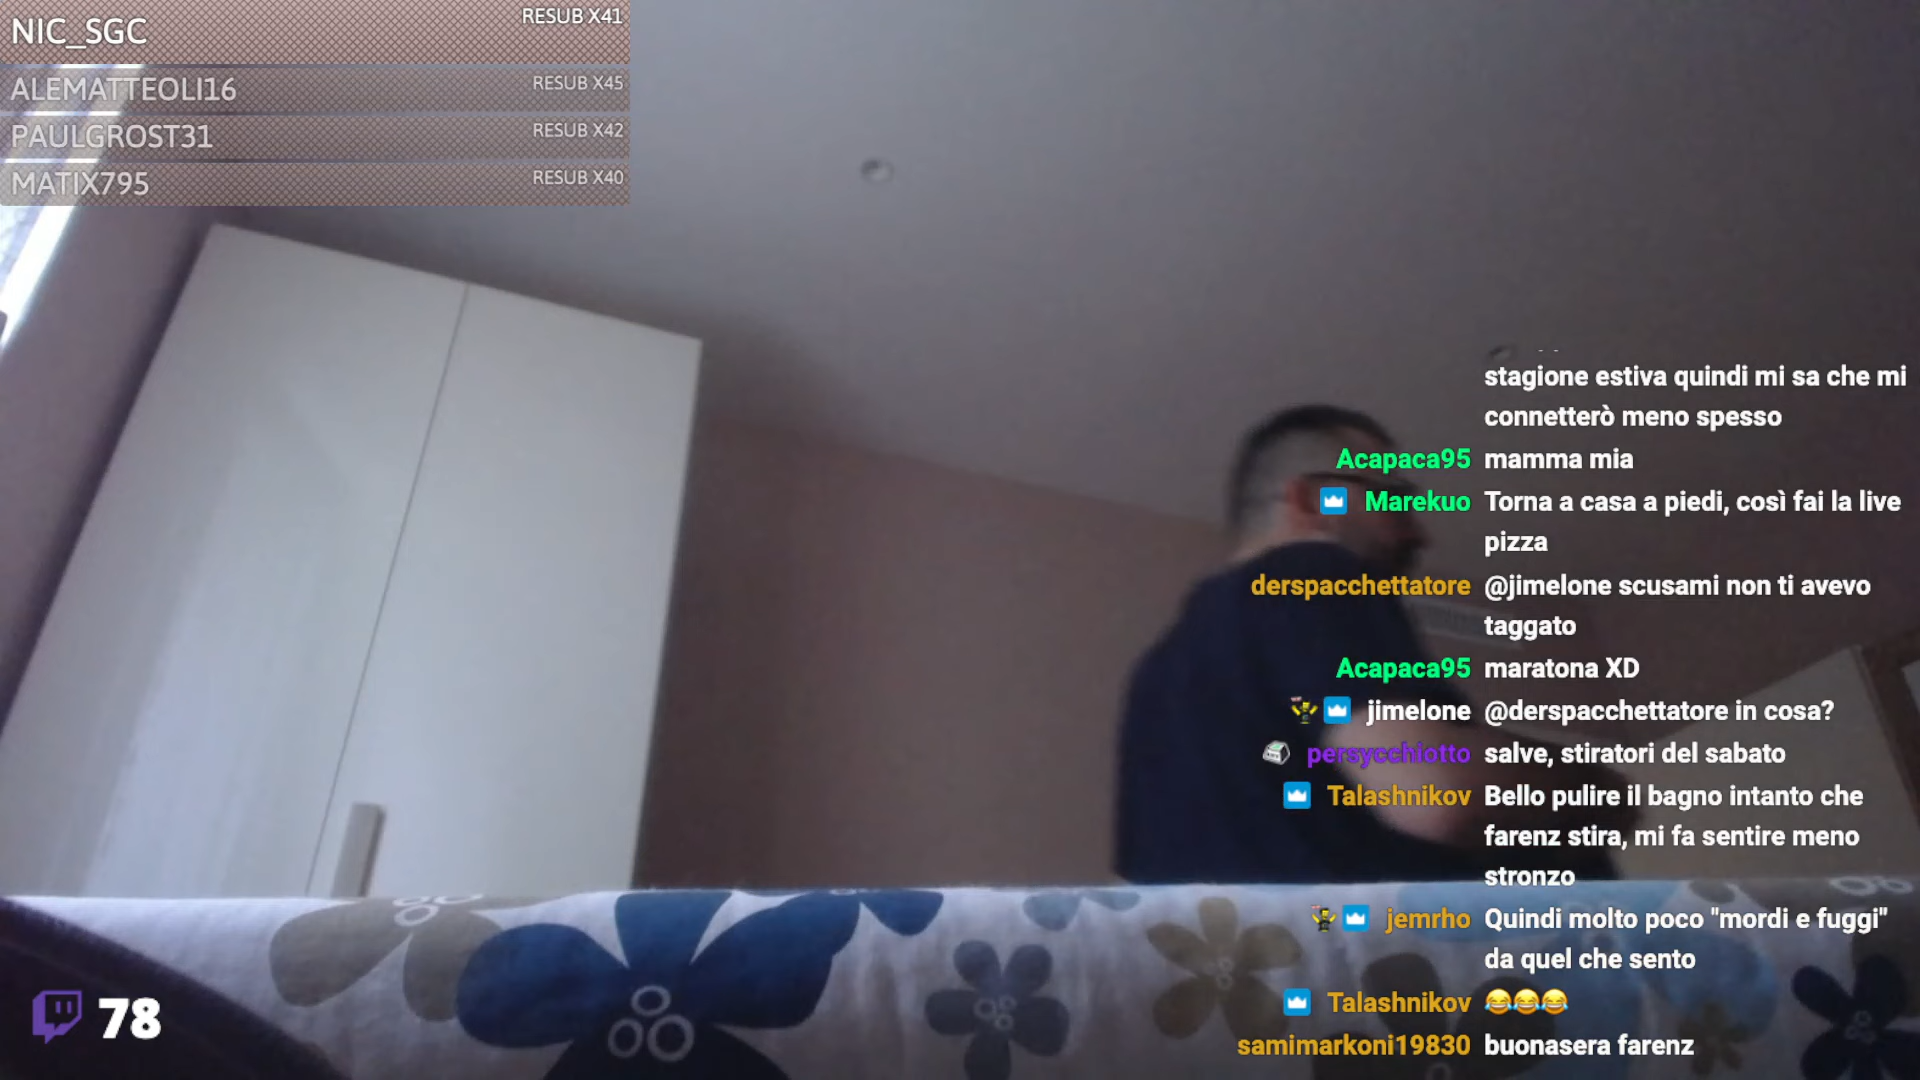 NIC_SGC RESUB X41
ALEMATTEOLI16 RESUB X45
PAULGROST31 RESUB X42
MATIX795 RESUB X40
stagione estiva quindi mi sa che mi
connetterò meno spesso
Acapaca95 mamma mia
Marekuo Torna a casa a piedi, così fai la live
pizza
derspacchettatore @jimelone scusami non ti avevo
taggato
Acapaca95 maratona XD
jimelone @derspacchettatore in cosa?
persycchiotto salve, stiratori del sabato
Talashnikov Bello pulire il bagno intanto che
farenz stira, mi fa sentire meno
stronzo
jemrho Quindi molto poco "mordi e fuggi"
da quel che sento
Talashnikov 😂😂😂
samimarkoni19830 buonasera farenz
78